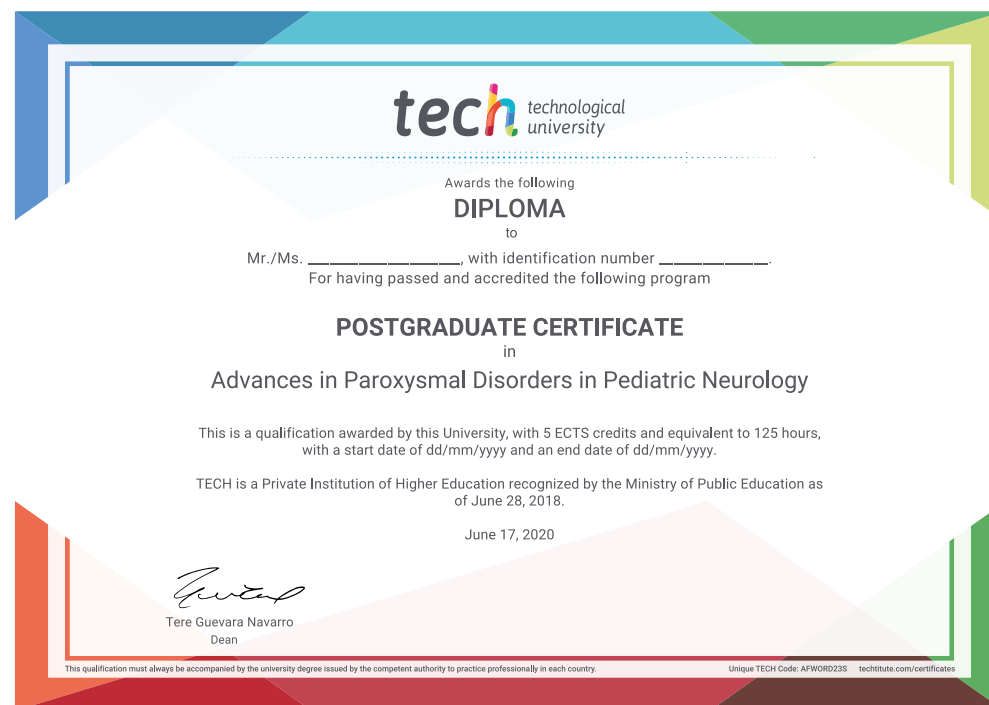 tech technological
university
Awards the following
DIPLOMA
to
Mr./Ms. ____________________, with identification number ______________.
For having passed and accredited the following program
POSTGRADUATE CERTIFICATE
in
Advances in Paroxysmal Disorders in Pediatric Neurology
This is a qualification awarded by this University, with 5 ECTS credits and equivalent to 125 hours,
with a start date of dd/mm/yyyy and an end date of dd/mm/yyyy.
TECH is a Private Institution of Higher Education recognized by the Ministry of Public Education as
of June 28, 2018.
June 17, 2020
Tere Guevara Navarro
Dean
This qualification must always be accompanied by the university degree issued by the competent authority to practice professionally in each country.
Unique TECH Code: AFWORD23S techtitute.com/certificates